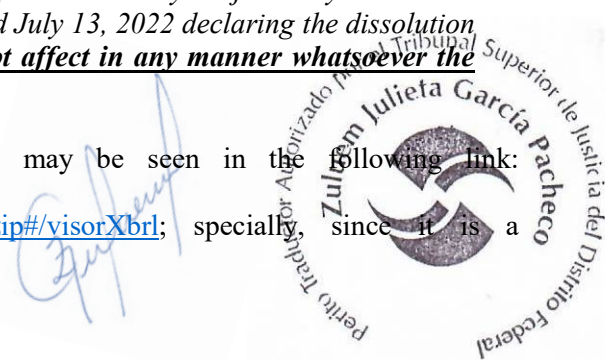 d July 13, 2022 declaring the dissolution
ot affect in any manner whatsoever the
may be seen in the following link:
zip#/visorXbrl; specially, since it is a
Perito Traductor Autorizado por el Tribunal Superior de Justicia del Distrito Federal
Zulurem Julieta García Pacheco